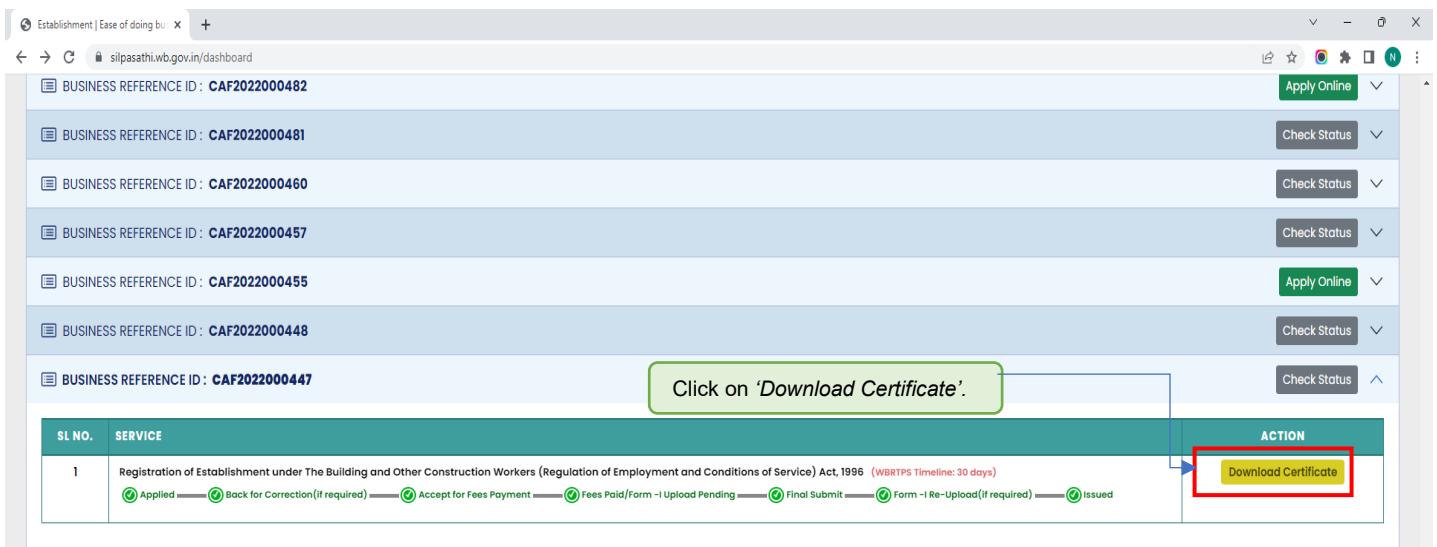 Establishment | Ease of doing bu
silpasathi.wb.gov.in/dashboard
N
BUSINESS REFERENCE ID : CAF2022000482
Apply Online
BUSINESS REFERENCE ID : CAF2022000481
Check Status
BUSINESS REFERENCE ID : CAF2022000460
Check Status
BUSINESS REFERENCE ID : CAF2022000457
Check Status
BUSINESS REFERENCE ID : CAF2022000455
Apply Online
BUSINESS REFERENCE ID : CAF2022000448
Check Status
BUSINESS REFERENCE ID : CAF2022000447
Click on ‘Download Certificate’.
Check Status
SL NO. SERVICE ACTION
1 Registration of Establishment under The Building and Other Construction Workers (Regulation of Employment and Conditions of Service) Act, 1996 (WBRTPS Timeline: 30 days) Download Certificate
Applied Back for Correction(if required) Accept for Fees Payment Fees Paid/Form -I Upload Pending Final Submit Form -I Re-Upload(if required) Issued